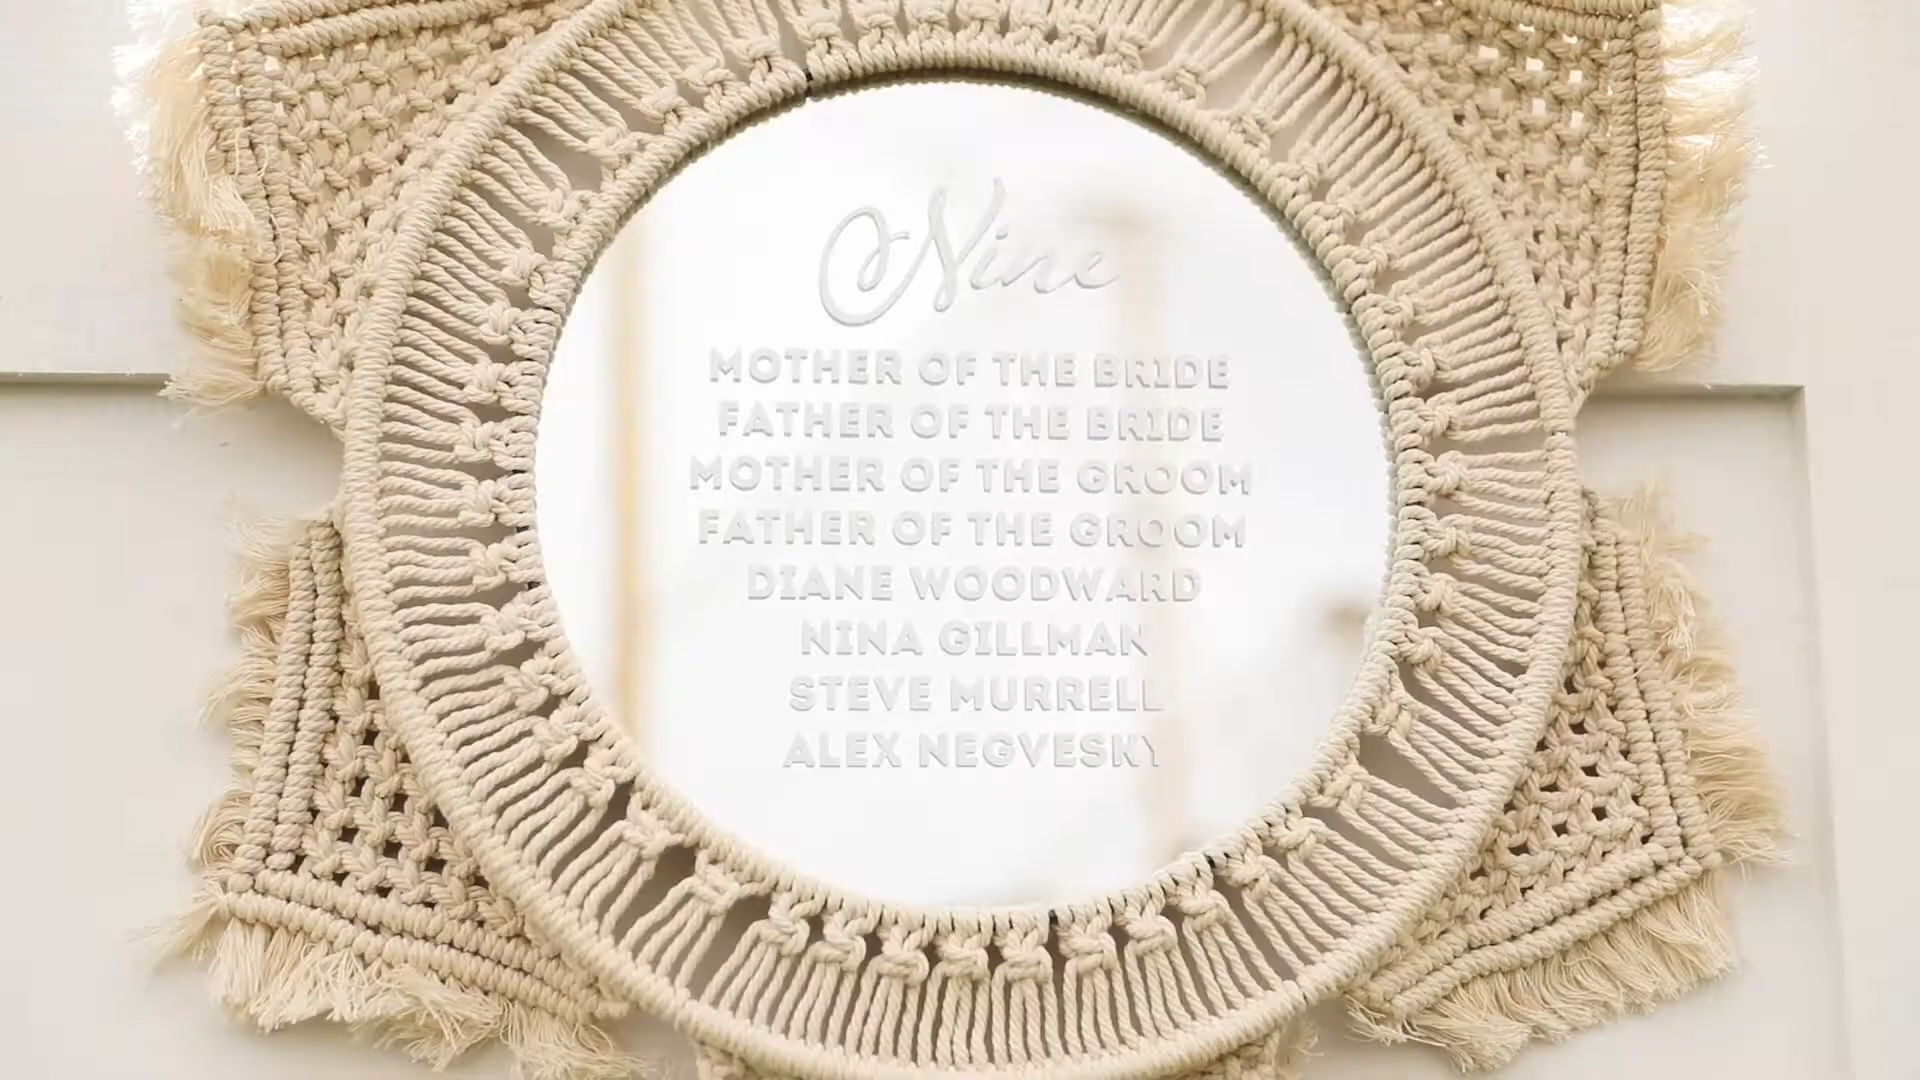 Nine
MOTHER OF THE BRIDE
FATHER OF THE BRIDE
MOTHER OF THE GROOM
FATHER OF THE GROOM
DIANE WOODWARD
NINA GILLMAN
STEVE MURRELL
ALEX NEGVESKY